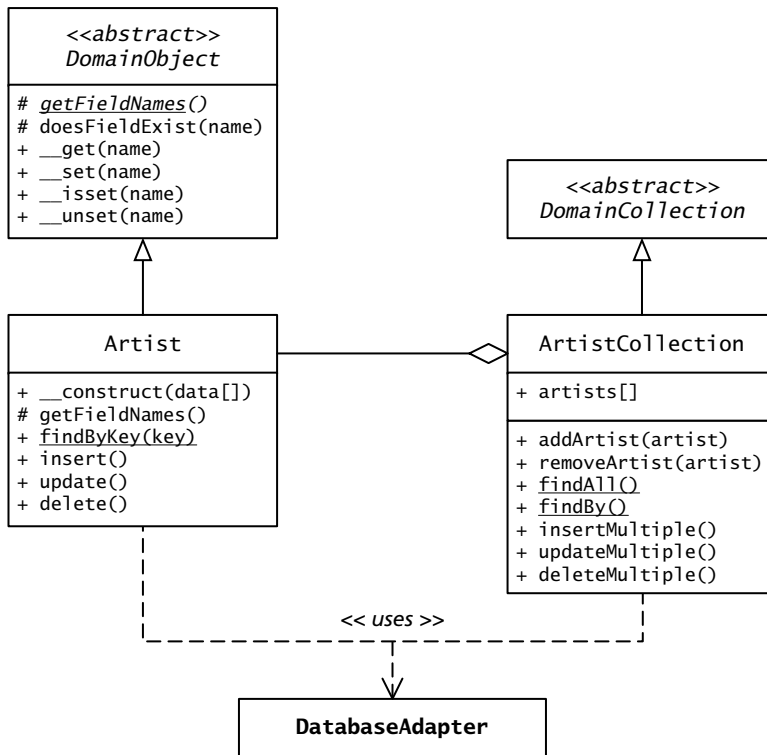 <<abstract>>
DomainObject
# getFieldNames()
# doesFieldExist(name)
+ __get(name)
+ __set(name)
+ __isset(name)
+ __unset(name)
<<abstract>>
DomainCollection
Artist
+ __construct(data[])
# getFieldNames()
+ findByKey(key)
+ insert()
+ update()
+ delete()
ArtistCollection
+ artists[]
+ addArtist(artist)
+ removeArtist(artist)
+ findAll()
+ findBy()
+ insertMultiple()
+ updateMultiple()
+ deleteMultiple()
<< uses >>
DatabaseAdapter